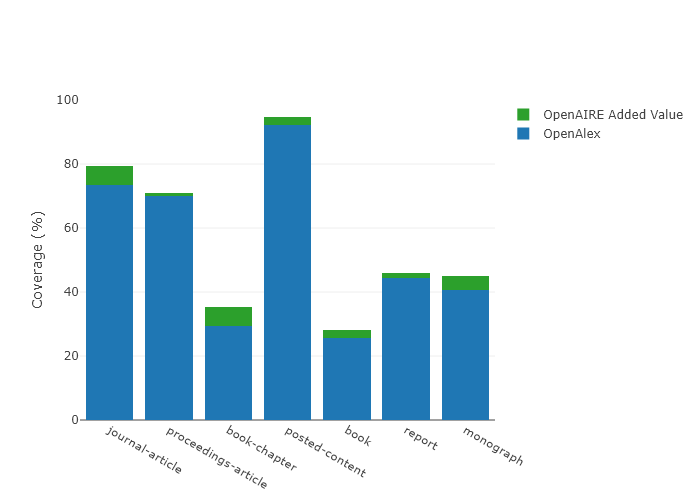 100
80
60
40
20
0
Coverage (%)
journal-article
proceedings-article
book-chapter
posted-content
book
report
monograph
OpenAIRE Added Value
OpenAlex